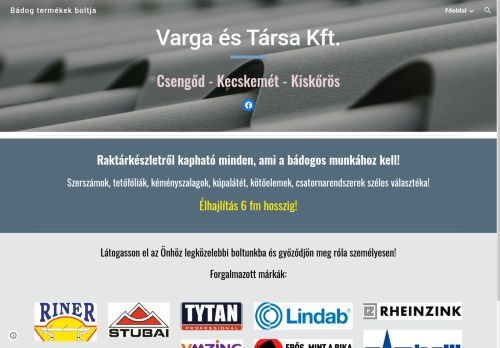 Bádog termékek boltja
Főoldal
Varga és Társa Kft.
Csengőd - Kecskemét - Kiskőrös
Raktárkészletről kapható minden, ami a bádogos munkához kell!
Szerszámok, tetőfóliák, kéményszalagok, kúpalátét, kötőelemek, csatornarendszerek széles választéka!
Élhajlítás 6 fm hosszig!
Látogasson el az Önhöz legközelebbi boltunkba és győződjön meg róla személyesen!
Forgalmazott márkák:
RINER
STUBAI
TYTAN
PROFESSIONAL
Lindab
RHEINZINK
VMZINC
ERŐS, MINT A BIKA